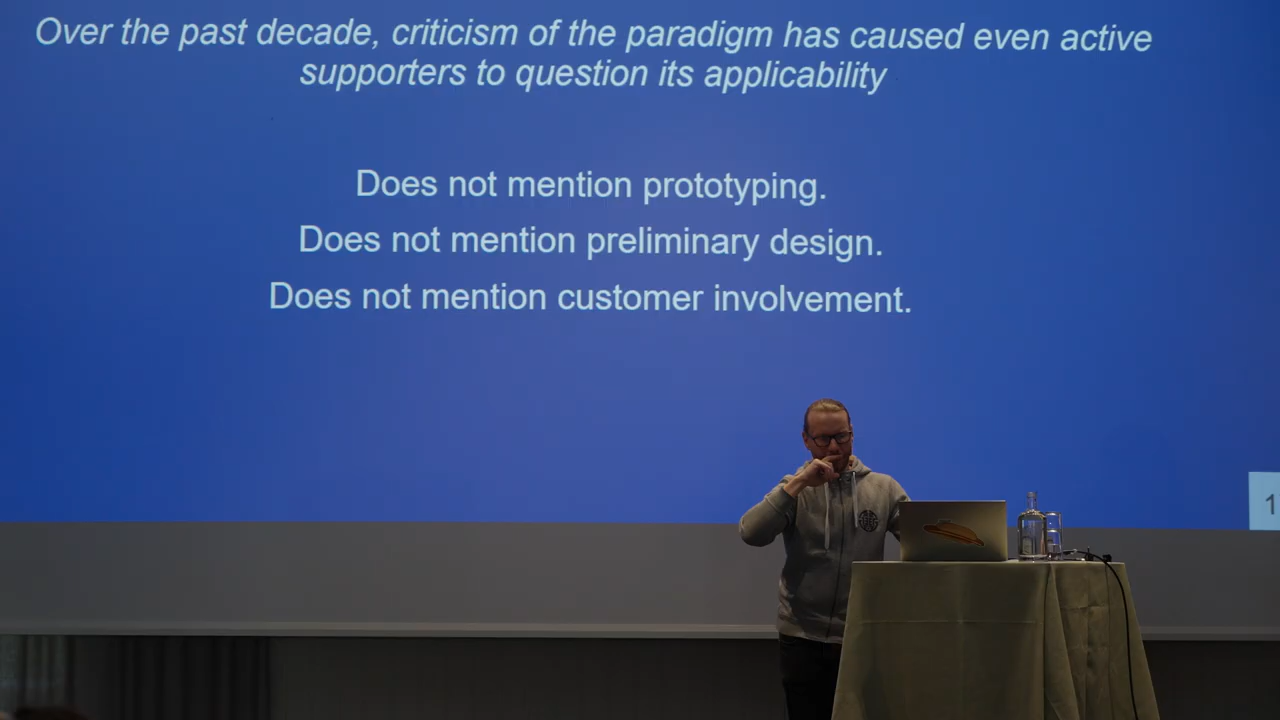 Over the past decade, criticism of the paradigm has caused even active
supporters to question its applicability
Does not mention prototyping.
Does not mention preliminary design.
Does not mention customer involvement.
1